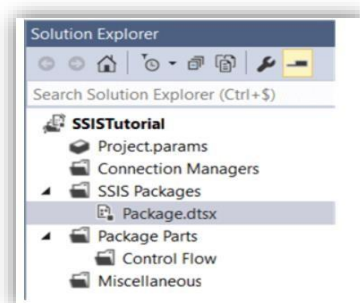 Solution Explorer
Search Solution Explorer (Ctrl+$)
SSISTutorial
Project.params
Connection Managers
SSIS Packages
Package.dtsx
Package Parts
Control Flow
Miscellaneous